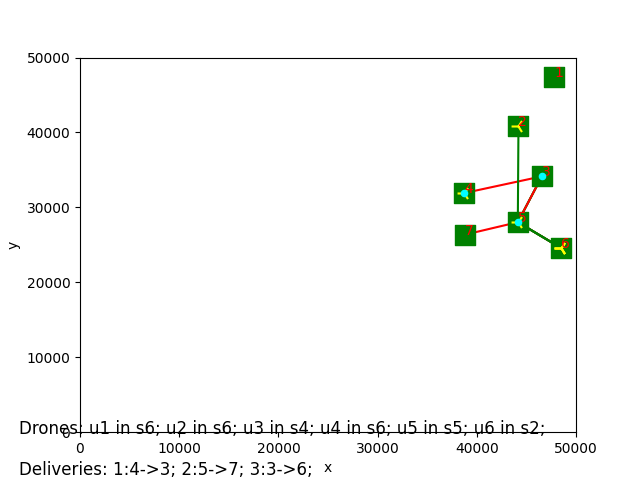 50000
40000
30000
y
20000
10000
0
Drones: u1 in s6; u2 in s6; u3 in s4; u4 in s6; u5 in s5; u6 in s2;
0 10000 20000 30000 40000 50000
Deliveries: 1:4->3; 2:5->7; 3:3->6; x